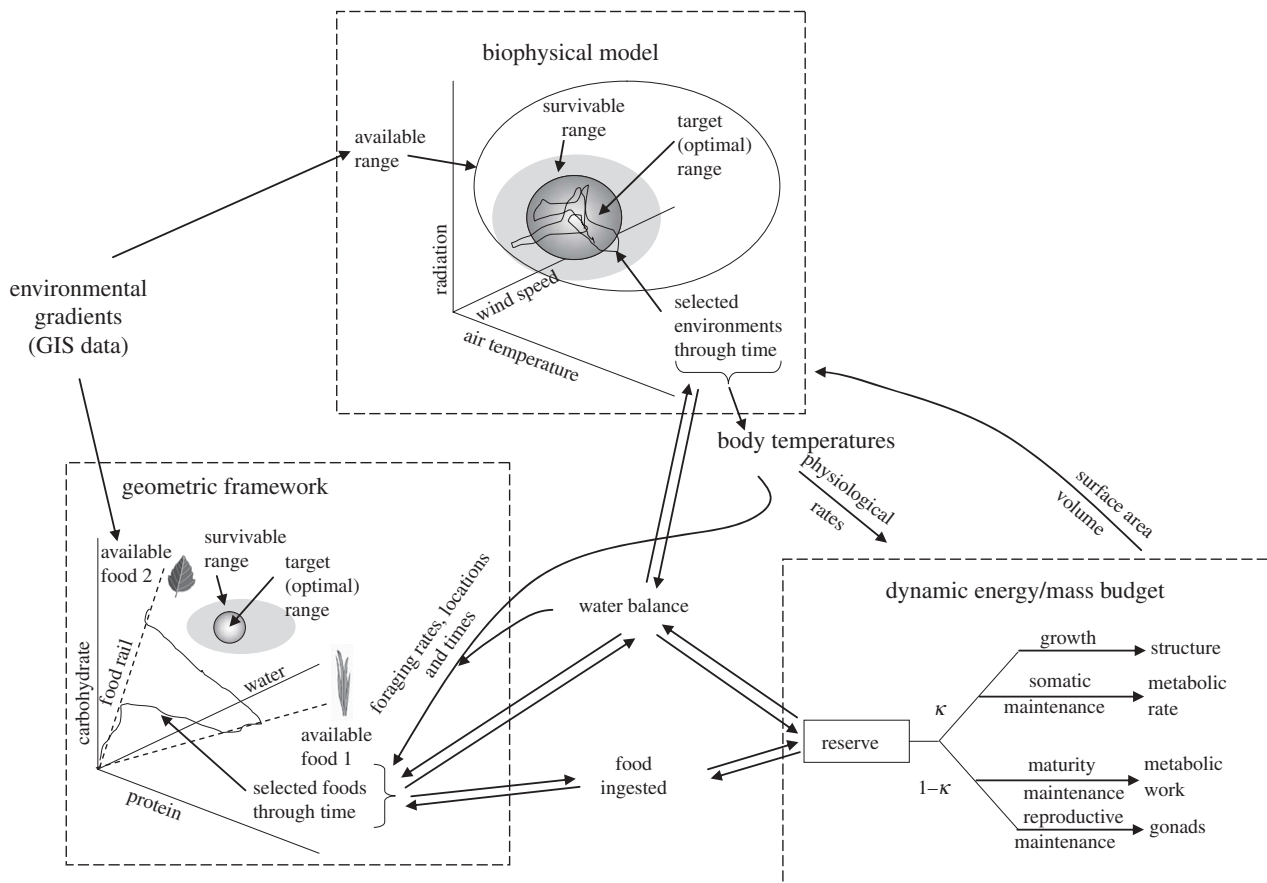 biophysical model
survivable
range
target
(optimal)
range
available
range
radiation
wind speed
air temperature
selected
environments
through time
environmental
gradients
(GIS data)
body temperatures
physiological
rates
surface area
volume
geometric framework
available
food 2
survivable
range
target
(optimal)
range
carbohydrate
food rail
water
protein
available
food 1
selected foods
through time
foraging rates, locations
and times
water balance
food
ingested
dynamic energy/mass budget
reserve
κ
1–κ
growth
structure
somatic
maintenance
metabolic
rate
maturity
maintenance
metabolic
work
reproductive
maintenance
gonads